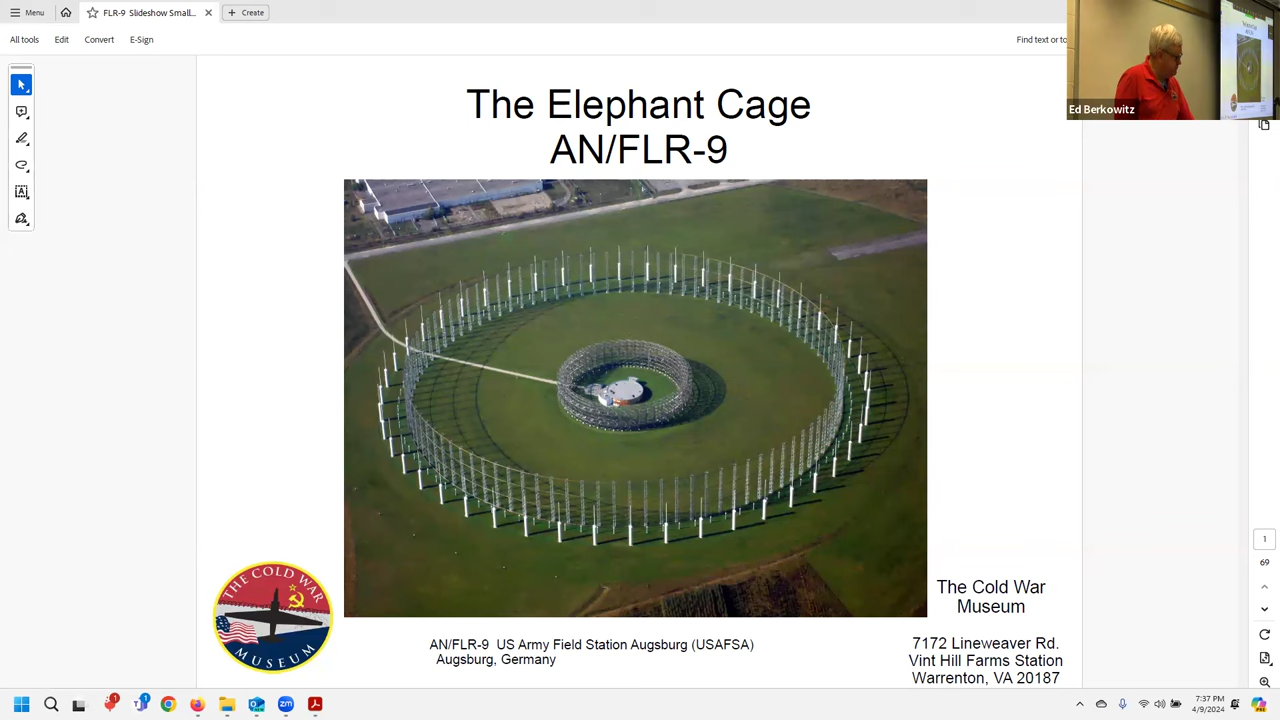 Menu
FLR-9 Slideshow Small...
Create
All tools
Edit
Convert
E-Sign
Find text or to
Ed Berkowitz
The Elephant Cage
AN/FLR-9
THE COLD WAR
MUSEUM
AN/FLR-9 US Army Field Station Augsburg (USAFSA)
Augsburg, Germany
The Cold War
Museum
7172 Lineweaver Rd.
Vint Hill Farms Station
Warrenton, VA 20187
1
69
1
1
zm
7:37 PM
4/9/2024